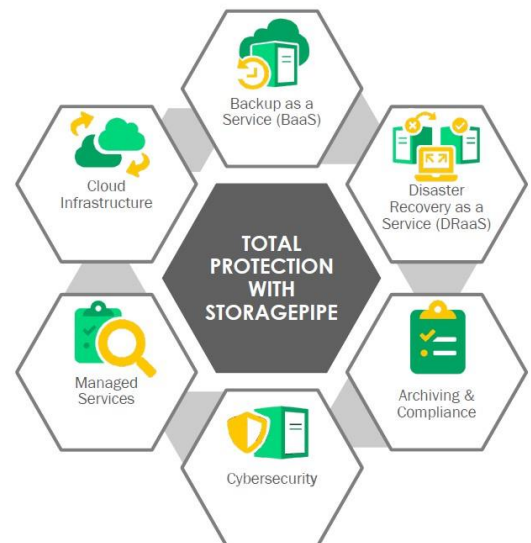 Backup as a
Service (BaaS)
Cloud
Infrastructure
Disaster
Recovery as a
Service (DRaaS)
TOTAL
PROTECTION
WITH
STORAGEPIPE
Managed
Services
Archiving &
Compliance
Cybersecurity